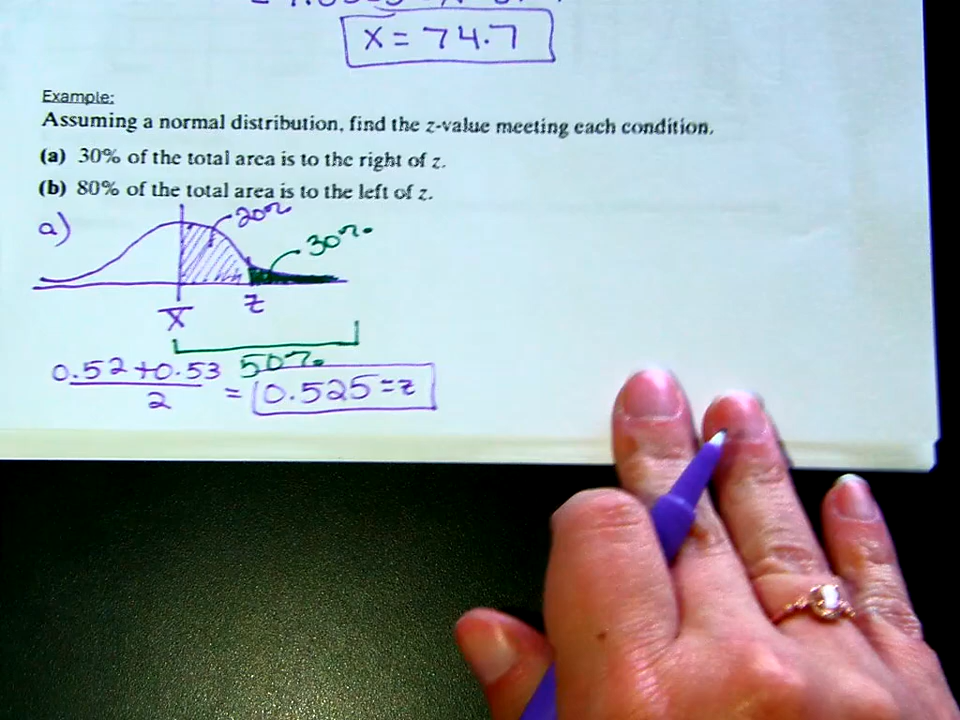 x = 74.7
Example:
Assuming a normal distribution, find the z-value meeting each condition.
(a) 30% of the total area is to the right of z.
(b) 80% of the total area is to the left of z.
a)
20%
30%
x̅
z
50%
0.52 + 0.53
2
= 0.525 = z